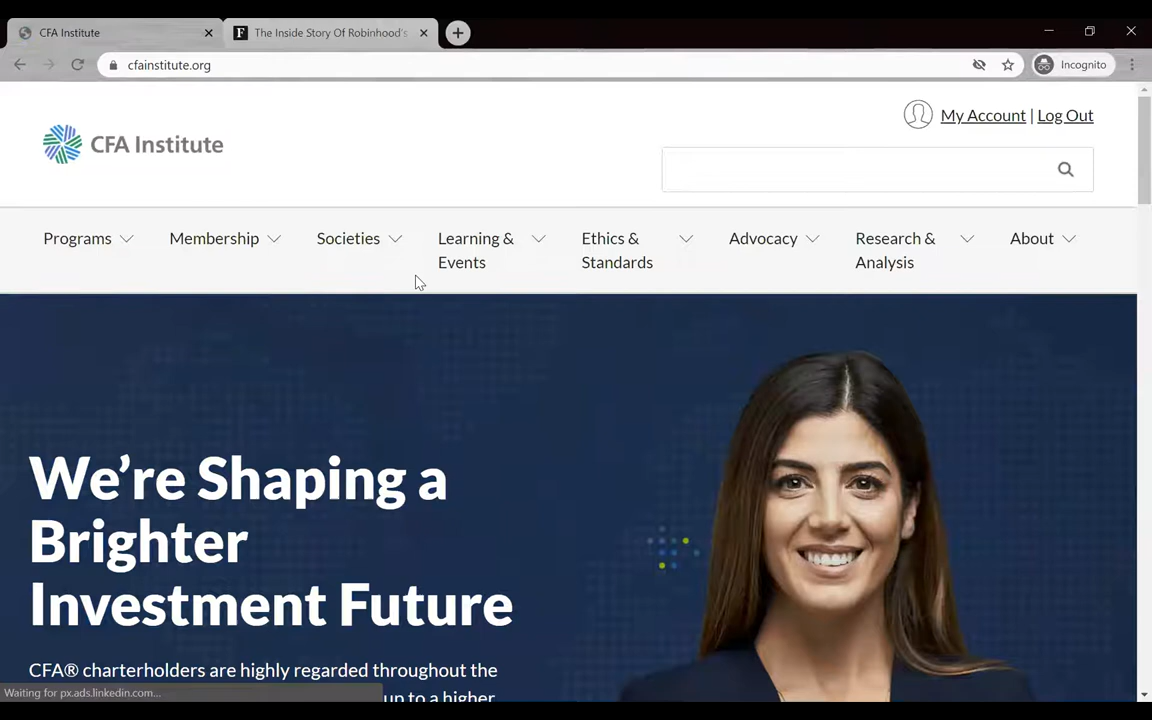 CFA Institute
F The Inside Story Of Robinhood's
cfainstitute.org
Incognito
My Account | Log Out
CFA Institute
Programs
Membership
Societies
Learning &
Events
Ethics &
Standards
Advocacy
Research &
Analysis
About
We're Shaping a
Brighter
Investment Future
CFA® charterholders are highly regarded throughout the
up to a higher
Waiting for px.ads.linkedin.com...